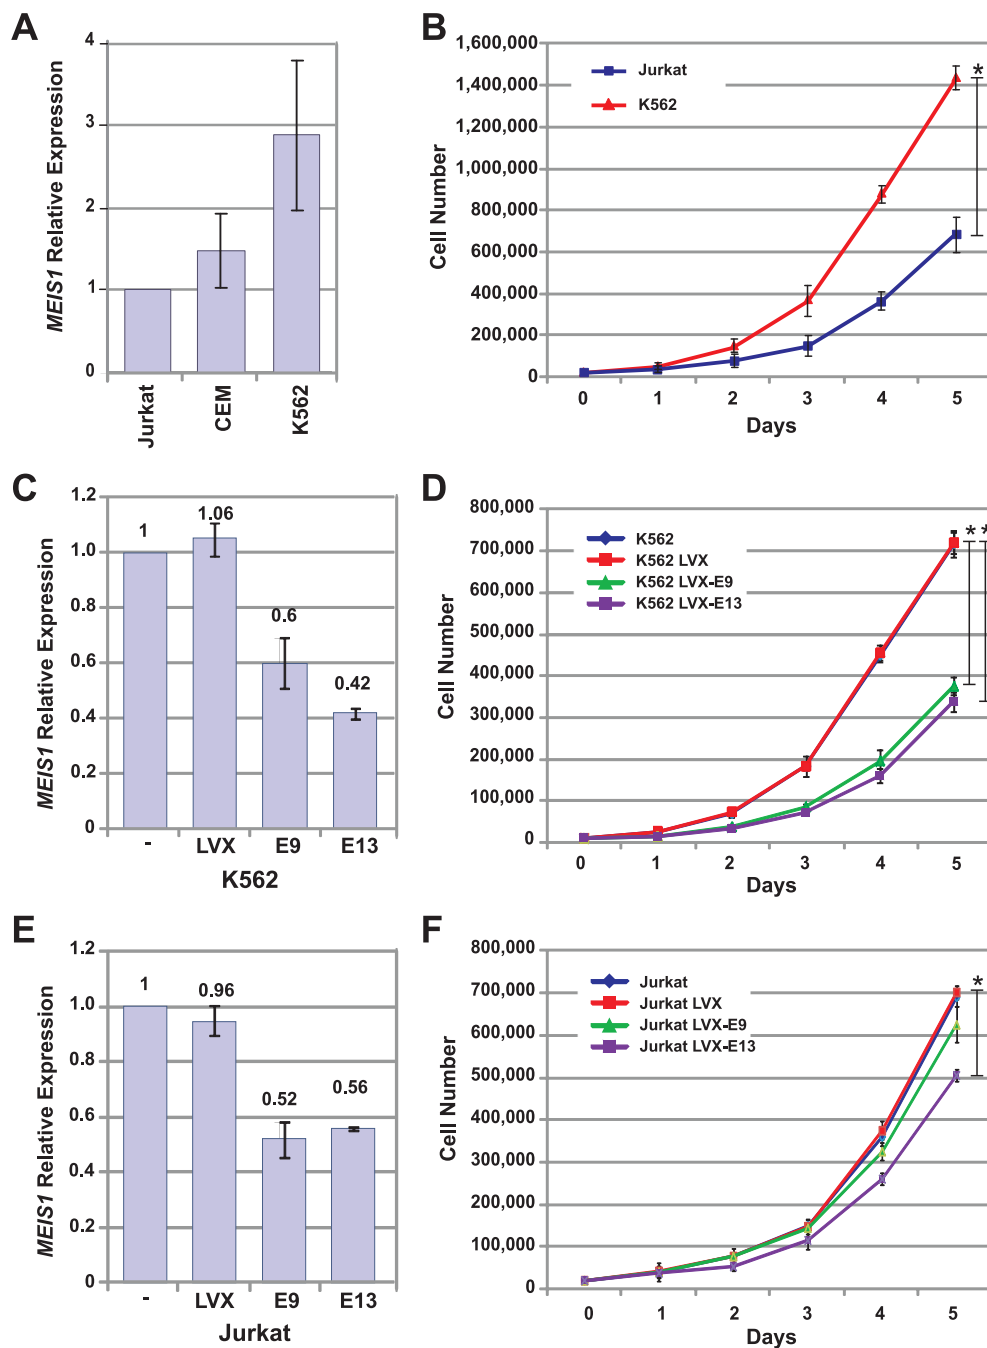 A
MEIS1 Relative Expression
4
3
2
1
0
Jurkat
CEM
K562
B
Cell Number
1,600,000
1,400,000
1,200,000
1,000,000
800,000
600,000
400,000
200,000
0
Jurkat
K562
*
0 1 2 3 4 5
Days
C
MEIS1 Relative Expression
1.2
1.0
0.8
0.6
0.4
0.2
0
1
1.06
0.6
0.42
- LVX E9 E13
K562
D
Cell Number
800,000
700,000
600,000
500,000
400,000
300,000
200,000
100,000
0
K562
K562 LVX
K562 LVX-E9
K562 LVX-E13
* *
0 1 2 3 4 5
Days
E
MEIS1 Relative Expression
1.2
1.0
0.8
0.6
0.4
0.2
0
1
0.96
0.52
0.56
- LVX E9 E13
Jurkat
F
Cell Number
800,000
700,000
600,000
500,000
400,000
300,000
200,000
100,000
0
Jurkat
Jurkat LVX
Jurkat LVX-E9
Jurkat LVX-E13
*
0 1 2 3 4 5
Days